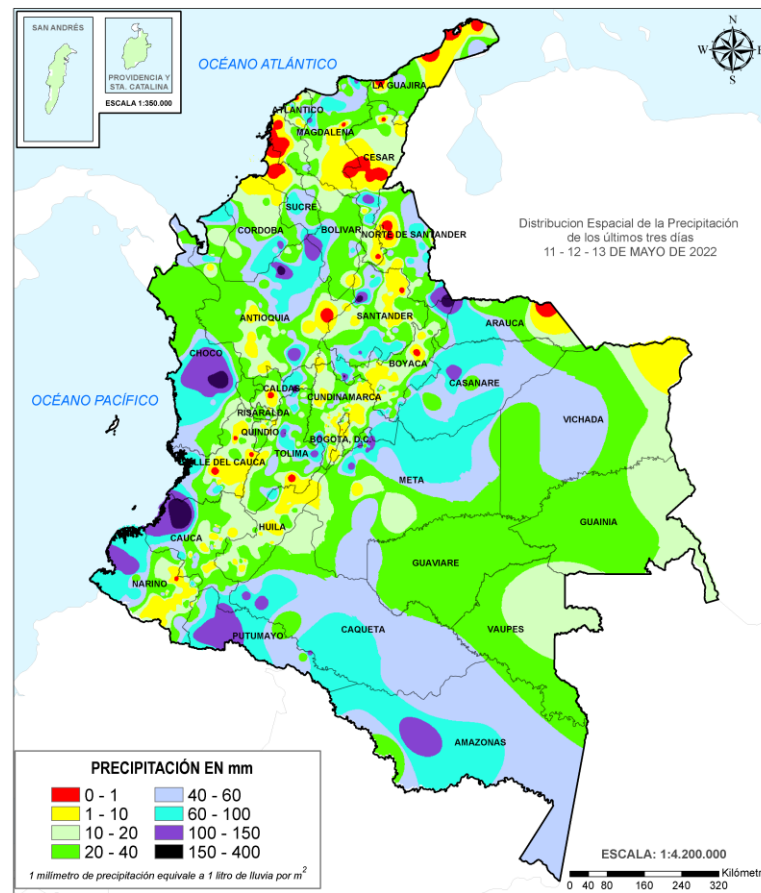 SAN ANDRÉS
PROVIDENCIA Y
STA. CATALINA
ESCALA 1:350.000
OCÉANO ATLÁNTICO
N
W
E
S
LA GUAJIRA
ATLANTICO
MAGDALENA
CESAR
SUCRE
CORDOBA
BOLIVAR
NORTE DE SANTANDER
Distribucion Espacial de la Precipitación
de los últimos tres días
11 - 12 - 13 DE MAYO DE 2022
ANTIOQUIA
SANTANDER
ARAUCA
CHOCO
BOYACA
CASANARE
OCÉANO PACÍFICO
CALDAS
CUNDINAMARCA
RISARALDA
VICHADA
QUINDIO
BOGOTA, D.C.
TOLIMA
VALLE DEL CAUCA
META
CAUCA
HUILA
GUAINIA
GUAVIARE
NARIÑO
PUTUMAYO
CAQUETA
VAUPES
AMAZONAS
PRECIPITACIÓN EN mm
0 - 1
40 - 60
1 - 10
60 - 100
10 - 20
100 - 150
20 - 40
150 - 400
1 milímetro de precipitación equivale a 1 litro de lluvia por m²
ESCALA: 1:4.200.000
Kilómet
0 40 80 160 240 320